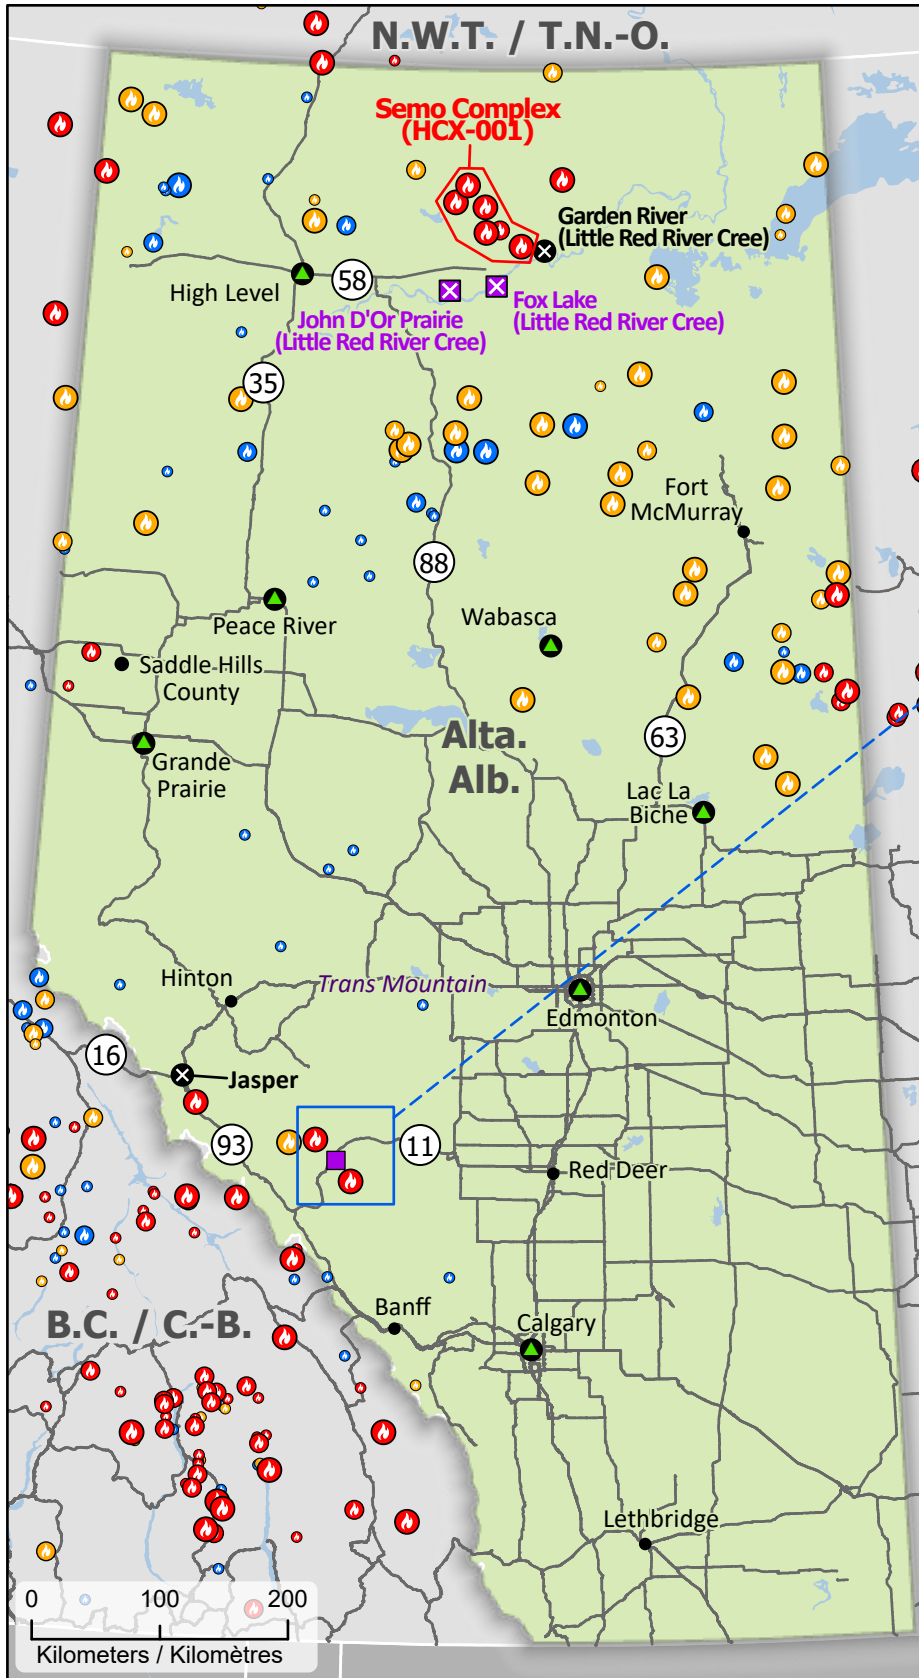 N.W.T. / T.N.-O.
Semo Complex
(HCX-001)
Garden River
(Little Red River Cree)
High Level
58
John D'Or Prairie
(Little Red River Cree)
Fox Lake
(Little Red River Cree)
35
Fort
McMurray
88
Peace River
Wabasca
Saddle Hills
County
Alta.
Alb.
63
Grande
Prairie
Lac La
Biche
Hinton
Trans Mountain
Edmonton
16
Jasper
93
11
Red Deer
B.C. / C.-B.
Banff
Calgary
Lethbridge
0 100 200
Kilometers / Kilomètres